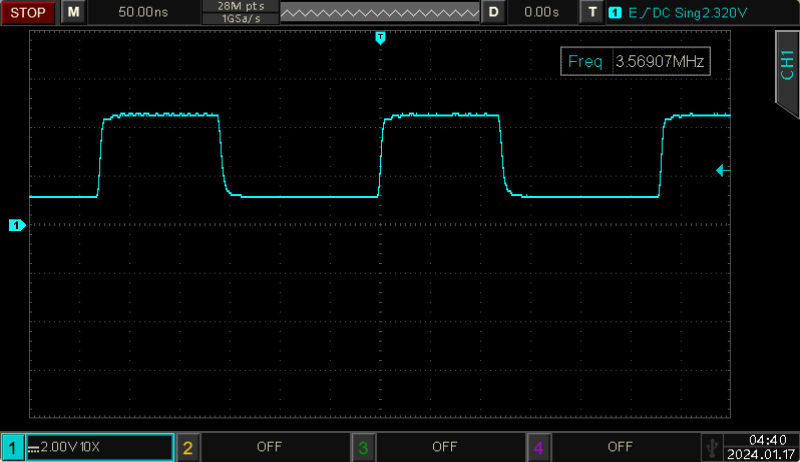 STOP M 50.00ns 28M pts D 0.00s T 1 E DC Sing 2.320V
1GSa/s
T
Freq 3.56907MHz
CH1
1
1 2.00V 10X 2 OFF 3 OFF 4 OFF 04:40
2024.01.17